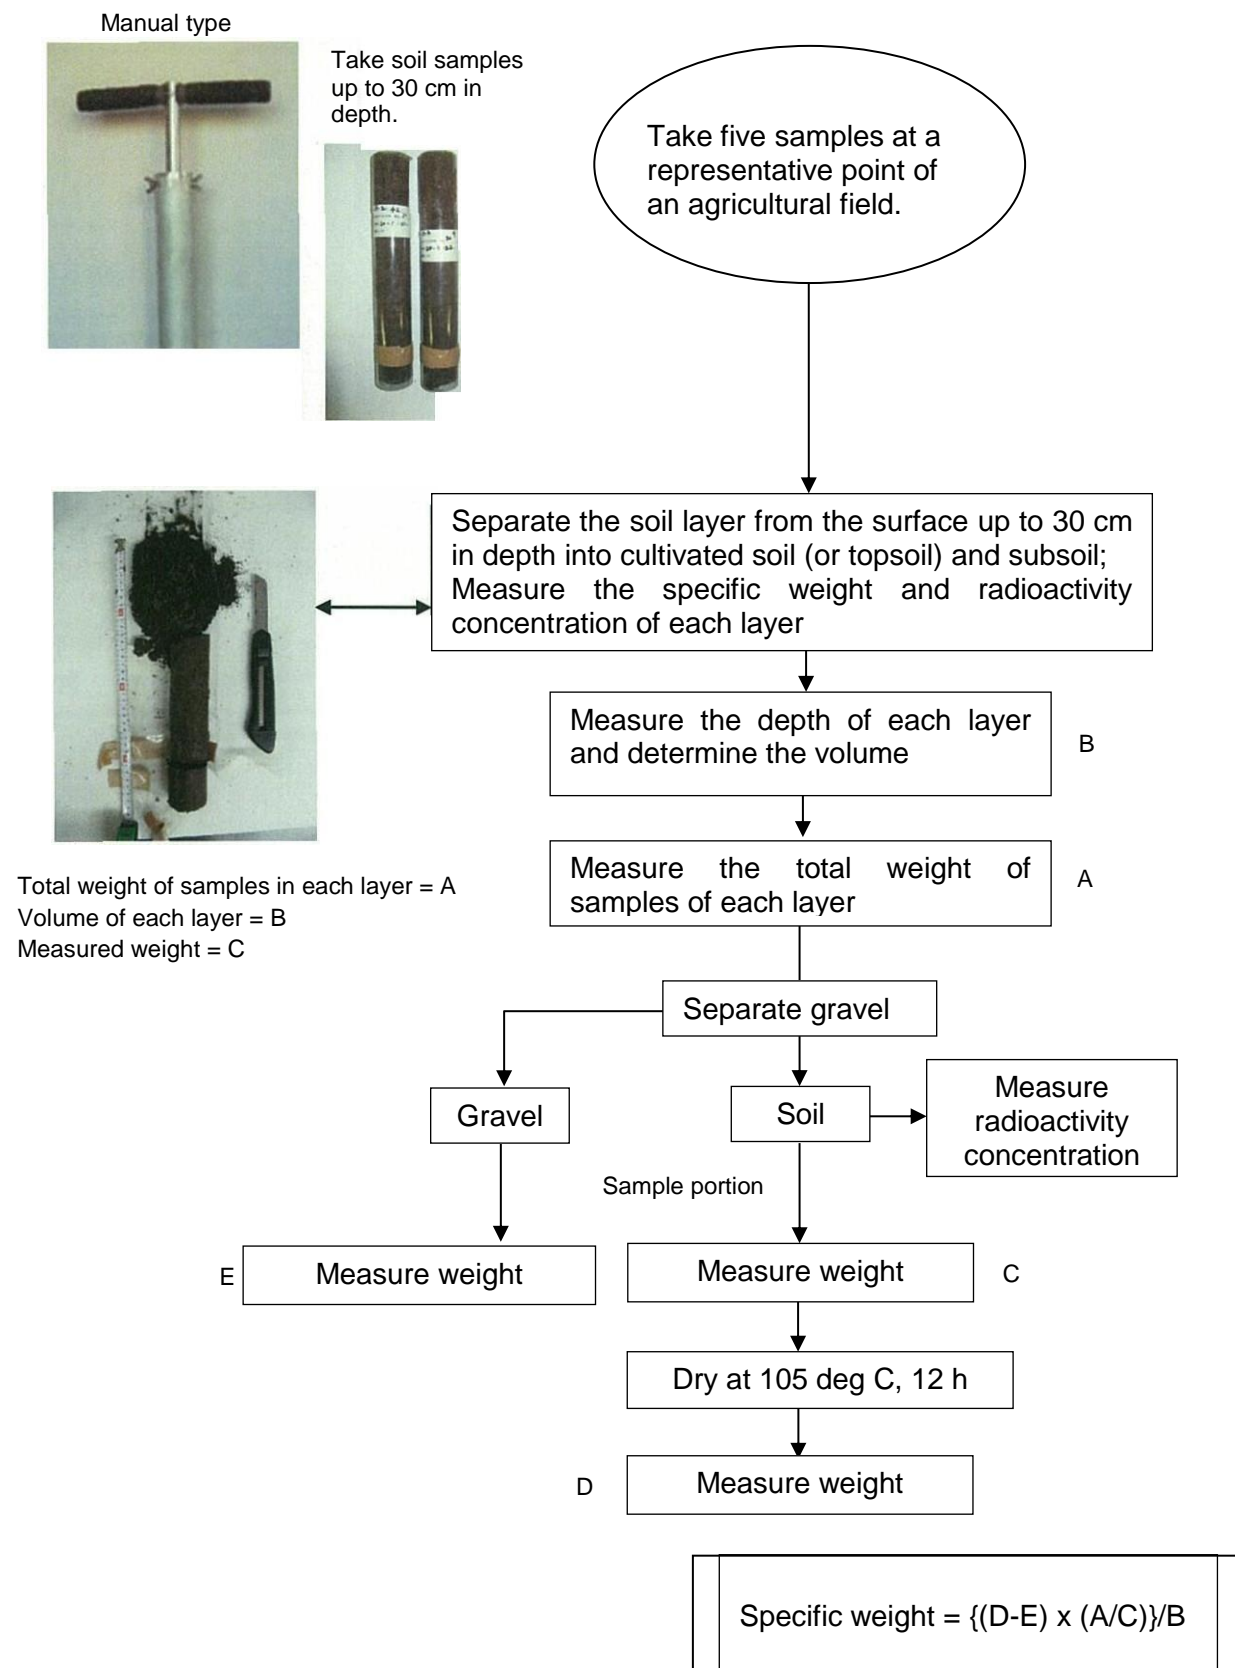 Manual type
Take soil samples
up to 30 cm in
depth.
Take five samples at a
representative point of
an agricultural field.
Separate the soil layer from the surface up to 30 cm
in depth into cultivated soil (or topsoil) and subsoil;
Measure the specific weight and radioactivity
concentration of each layer
Measure the depth of each layer
and determine the volume
B
Measure the total weight of
samples of each layer
A
Total weight of samples in each layer = A
Volume of each layer = B
Measured weight = C
Separate gravel
Gravel
Soil
Measure
radioactivity
concentration
Sample portion
E
Measure weight
Measure weight
C
Dry at 105 deg C, 12 h
D
Measure weight
Specific weight = {(D-E) x (A/C)}/B